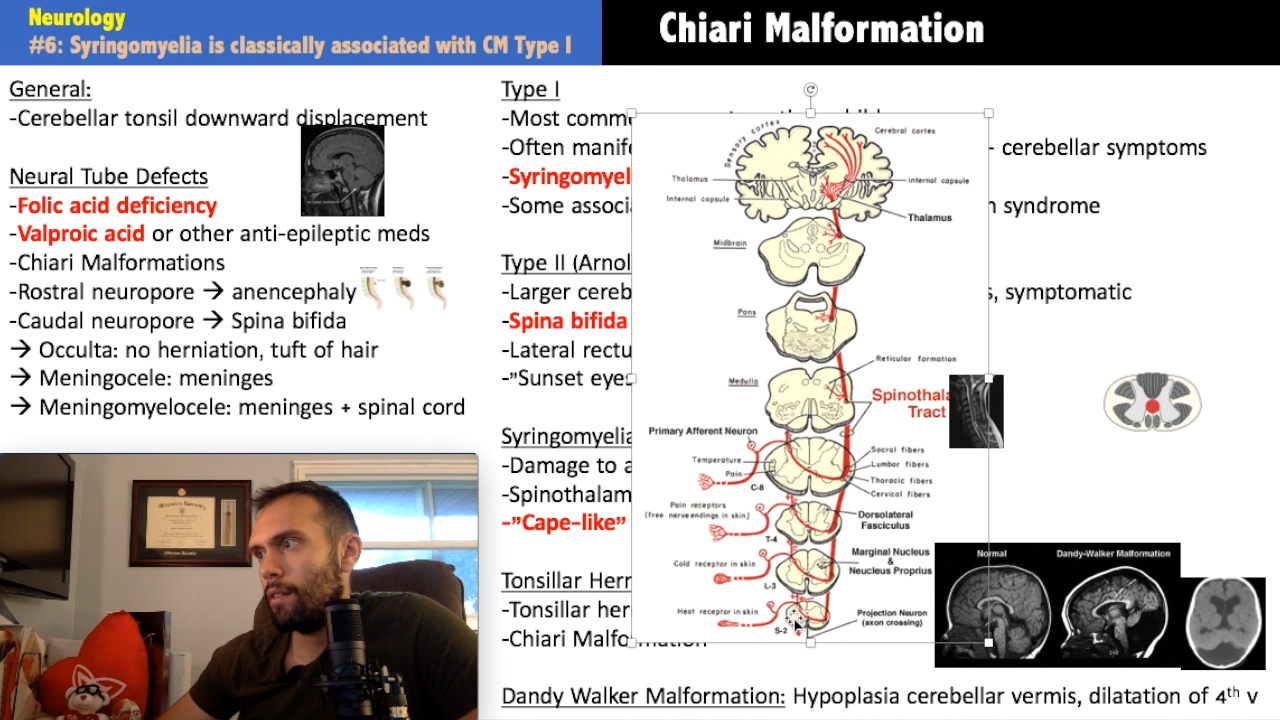 Neurology
#6: Syringomyelia is classically associated with CM Type I
Chiari Malformation
General:
-Cerebellar tonsil downward displacement
Neural Tube Defects
-Folic acid deficiency
-Valproic acid or other anti-epileptic meds
-Chiari Malformations
-Rostral neuropore → anencephaly
-Caudal neuropore → Spina bifida
→ Occulta: no herniation, tuft of hair
→ Meningocele: meninges
→ Meningomyelocele: meninges + spinal cord
Type I
-Most comm
-Often manif
- cerebellar symptoms
-Syringomyel
-Some associ
syndrome
Type II (Arnol
-Larger cereb
, symptomatic
-Spina bifida
-Lateral rectu
-"Sunset eyes
Syringomyelia
-Damage to a
-Spinothalam
-"Cape-like"
Tonsillar Herr
-Tonsillar her
-Chiari Malfo
Dandy Walker Malformation: Hypoplasia cerebellar vermis, dilatation of 4th v
Sensory cortex
Cerebral cortex
Thalamus
Internal capsule
internal capsule
Thalamus
Midbrain
Pons
Reticular formation
Medulla
Spinothala
Tract
Primary Afferent Neuron
Temperature
Pain
C-8
Sacral fibers
Lumbar fibers
Thoracic fibers
Cervical fibers
Pain receptors
(free nerve endings in skin)
T-4
Dorsolateral
Fasciculus
Cold receptor in skin
L-3
Marginal Nucleus
&
Neucleus Proprius
Heat receptor in skin
S-2
Projection Neuron
(axon crossing)
Normal
Dandy-Walker Malformation